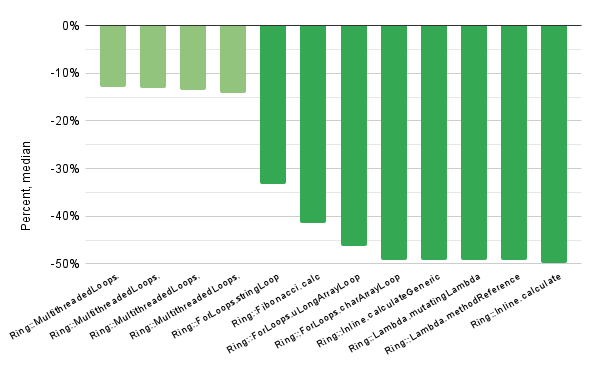 0%
-10%
-20%
-30%
-40%
-50%
Percent, median
Ring::MultithreadedLoops.
Ring::MultithreadedLoops.
Ring::MultithreadedLoops.
Ring::MultithreadedLoops.
Ring::ForLoops.stringLoop
Ring::Fibonacci.calc
Ring::ForLoops.uLongArrayLoop
Ring::ForLoops.charArrayLoop
Ring::Inline.calculateGeneric
Ring::Lambda.mutatingLambda
Ring::Lambda.methodReference
Ring::Inline.calculate